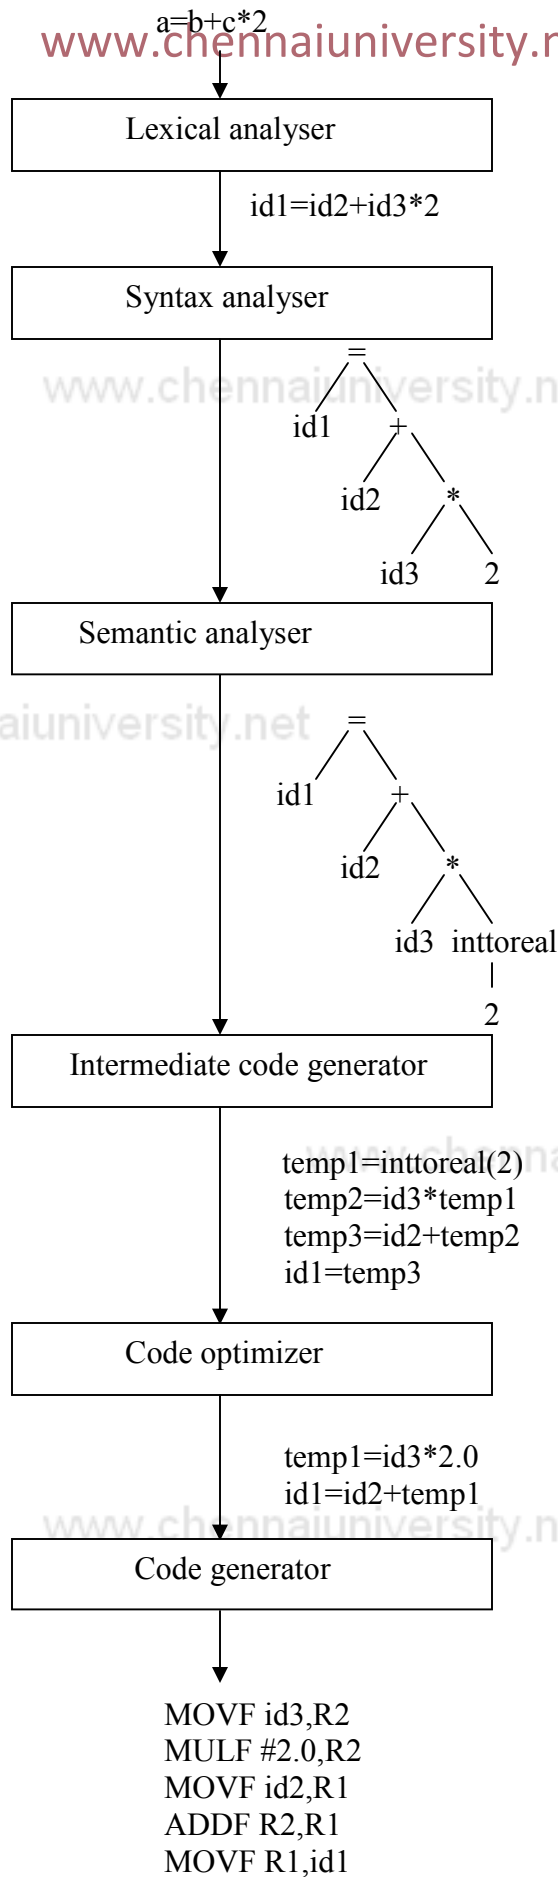 a=b+c*2
www.chennaiuniversity.n
Lexical analyser
id1=id2+id3*2
Syntax analyser
=
www.chennaiuniversity.n
id1 +
id2 *
id3 2
Semantic analyser
aiuniversity.net
=
id1 +
id2 *
id3 inttoreal
2
Intermediate code generator
www.chenna
temp1=inttoreal(2)
temp2=id3*temp1
temp3=id2+temp2
id1=temp3
Code optimizer
temp1=id3*2.0
id1=id2+temp1
www.chennaiuniversity.n
Code generator
MOVF id3,R2
MULF #2.0,R2
MOVF id2,R1
ADDF R2,R1
MOVF R1,id1